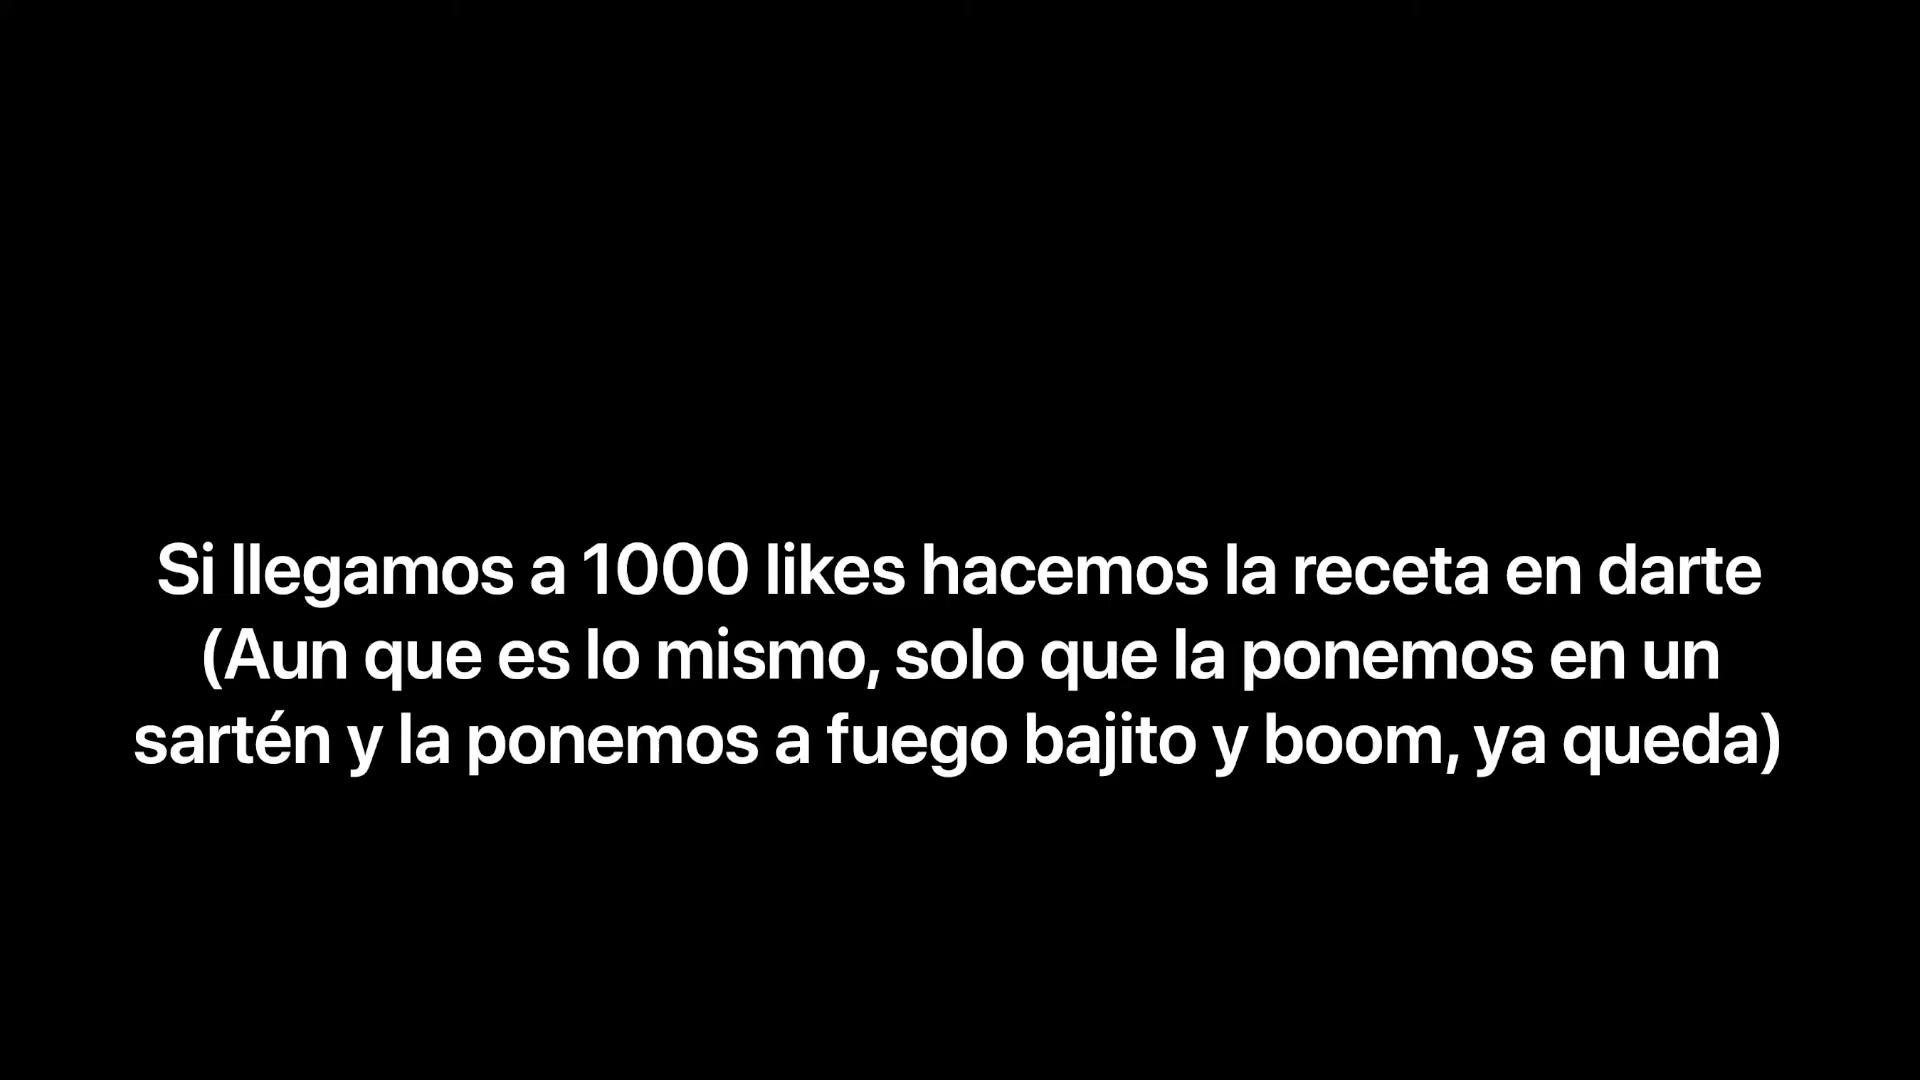 Si llegamos a 1000 likes hacemos la receta en darte
(Aun que es lo mismo, solo que la ponemos en un
sartén y la ponemos a fuego bajito y boom, ya queda)